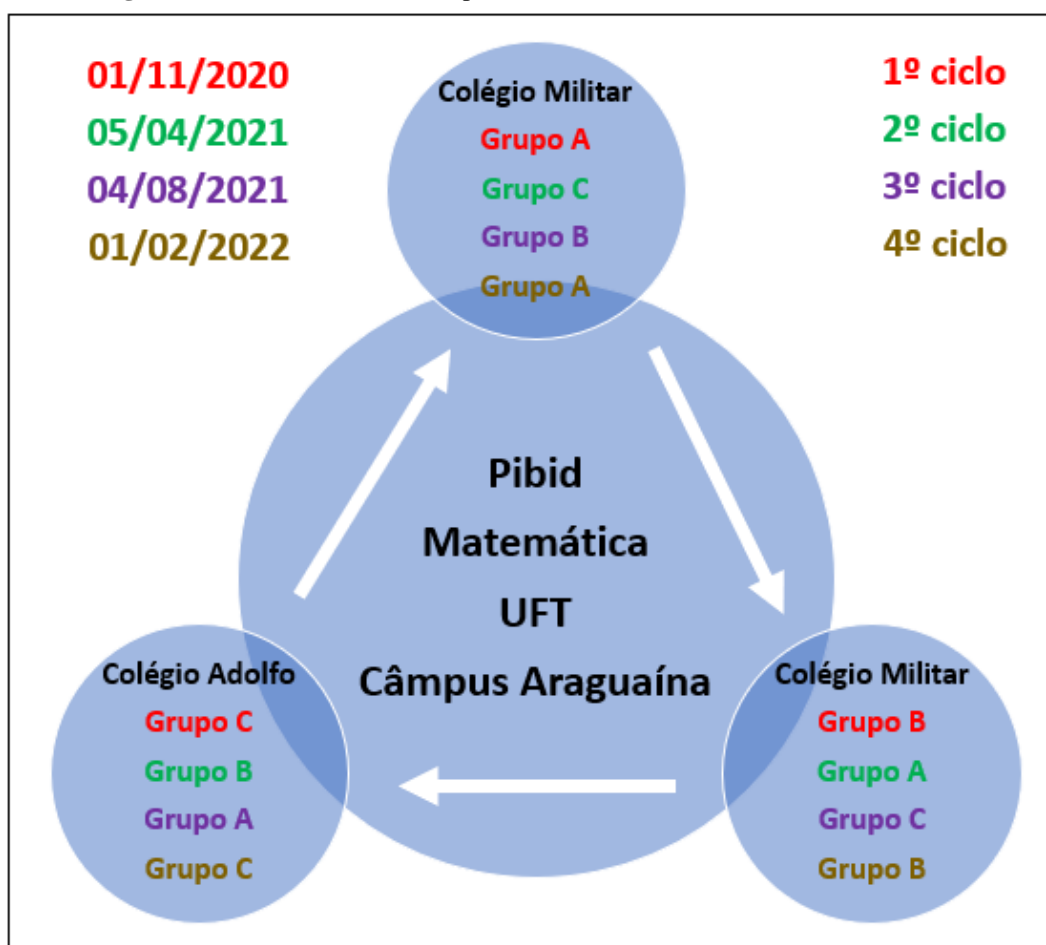 01/11/2020
05/04/2021
04/08/2021
01/02/2022
1º ciclo
2º ciclo
3º ciclo
4º ciclo
Colégio Militar
Grupo A
Grupo C
Grupo B
Grupo A
Pibid
Matemática
UFT
Câmpus Araguaína
Colégio Adolfo
Grupo C
Grupo B
Grupo A
Grupo C
Colégio Militar
Grupo B
Grupo A
Grupo C
Grupo B